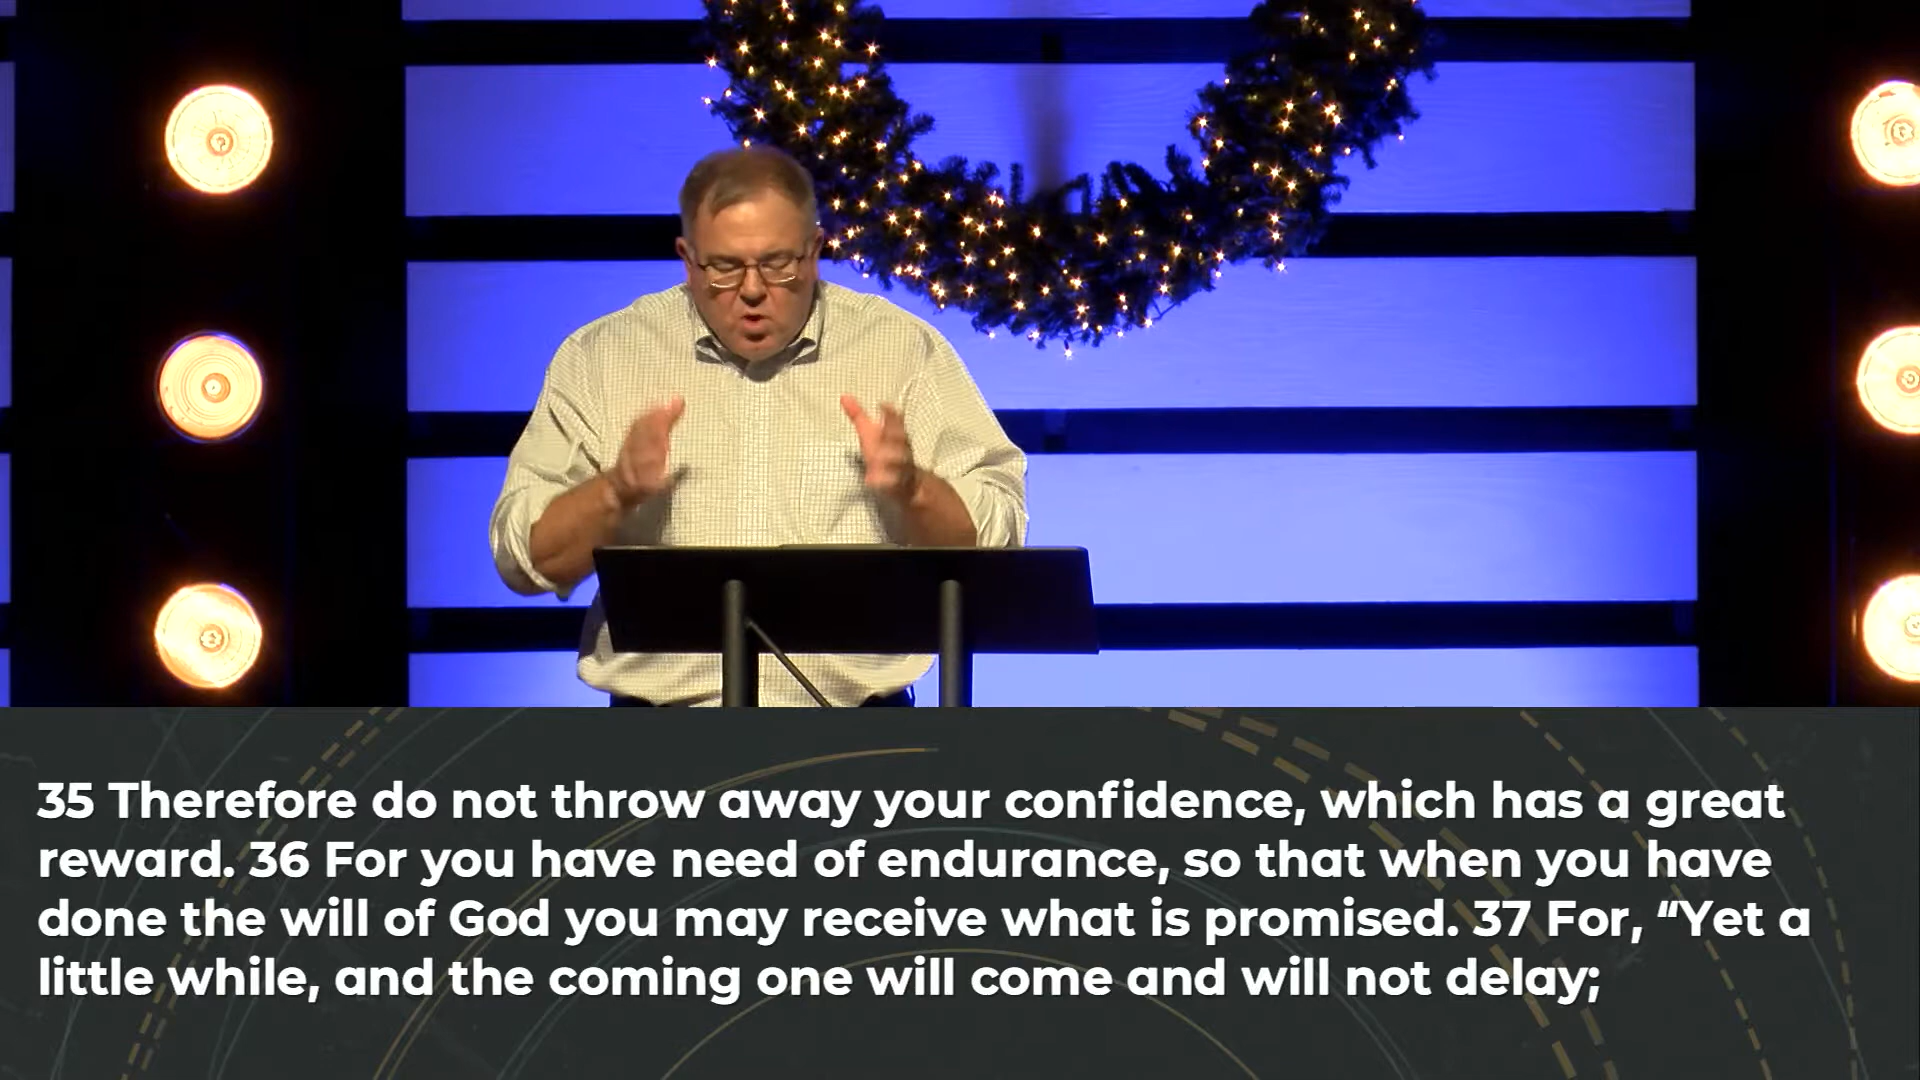 35 Therefore do not throw away your confidence, which has a great
reward. 36 For you have need of endurance, so that when you have
done the will of God you may receive what is promised. 37 For, “Yet a
little while, and the coming one will come and will not delay;